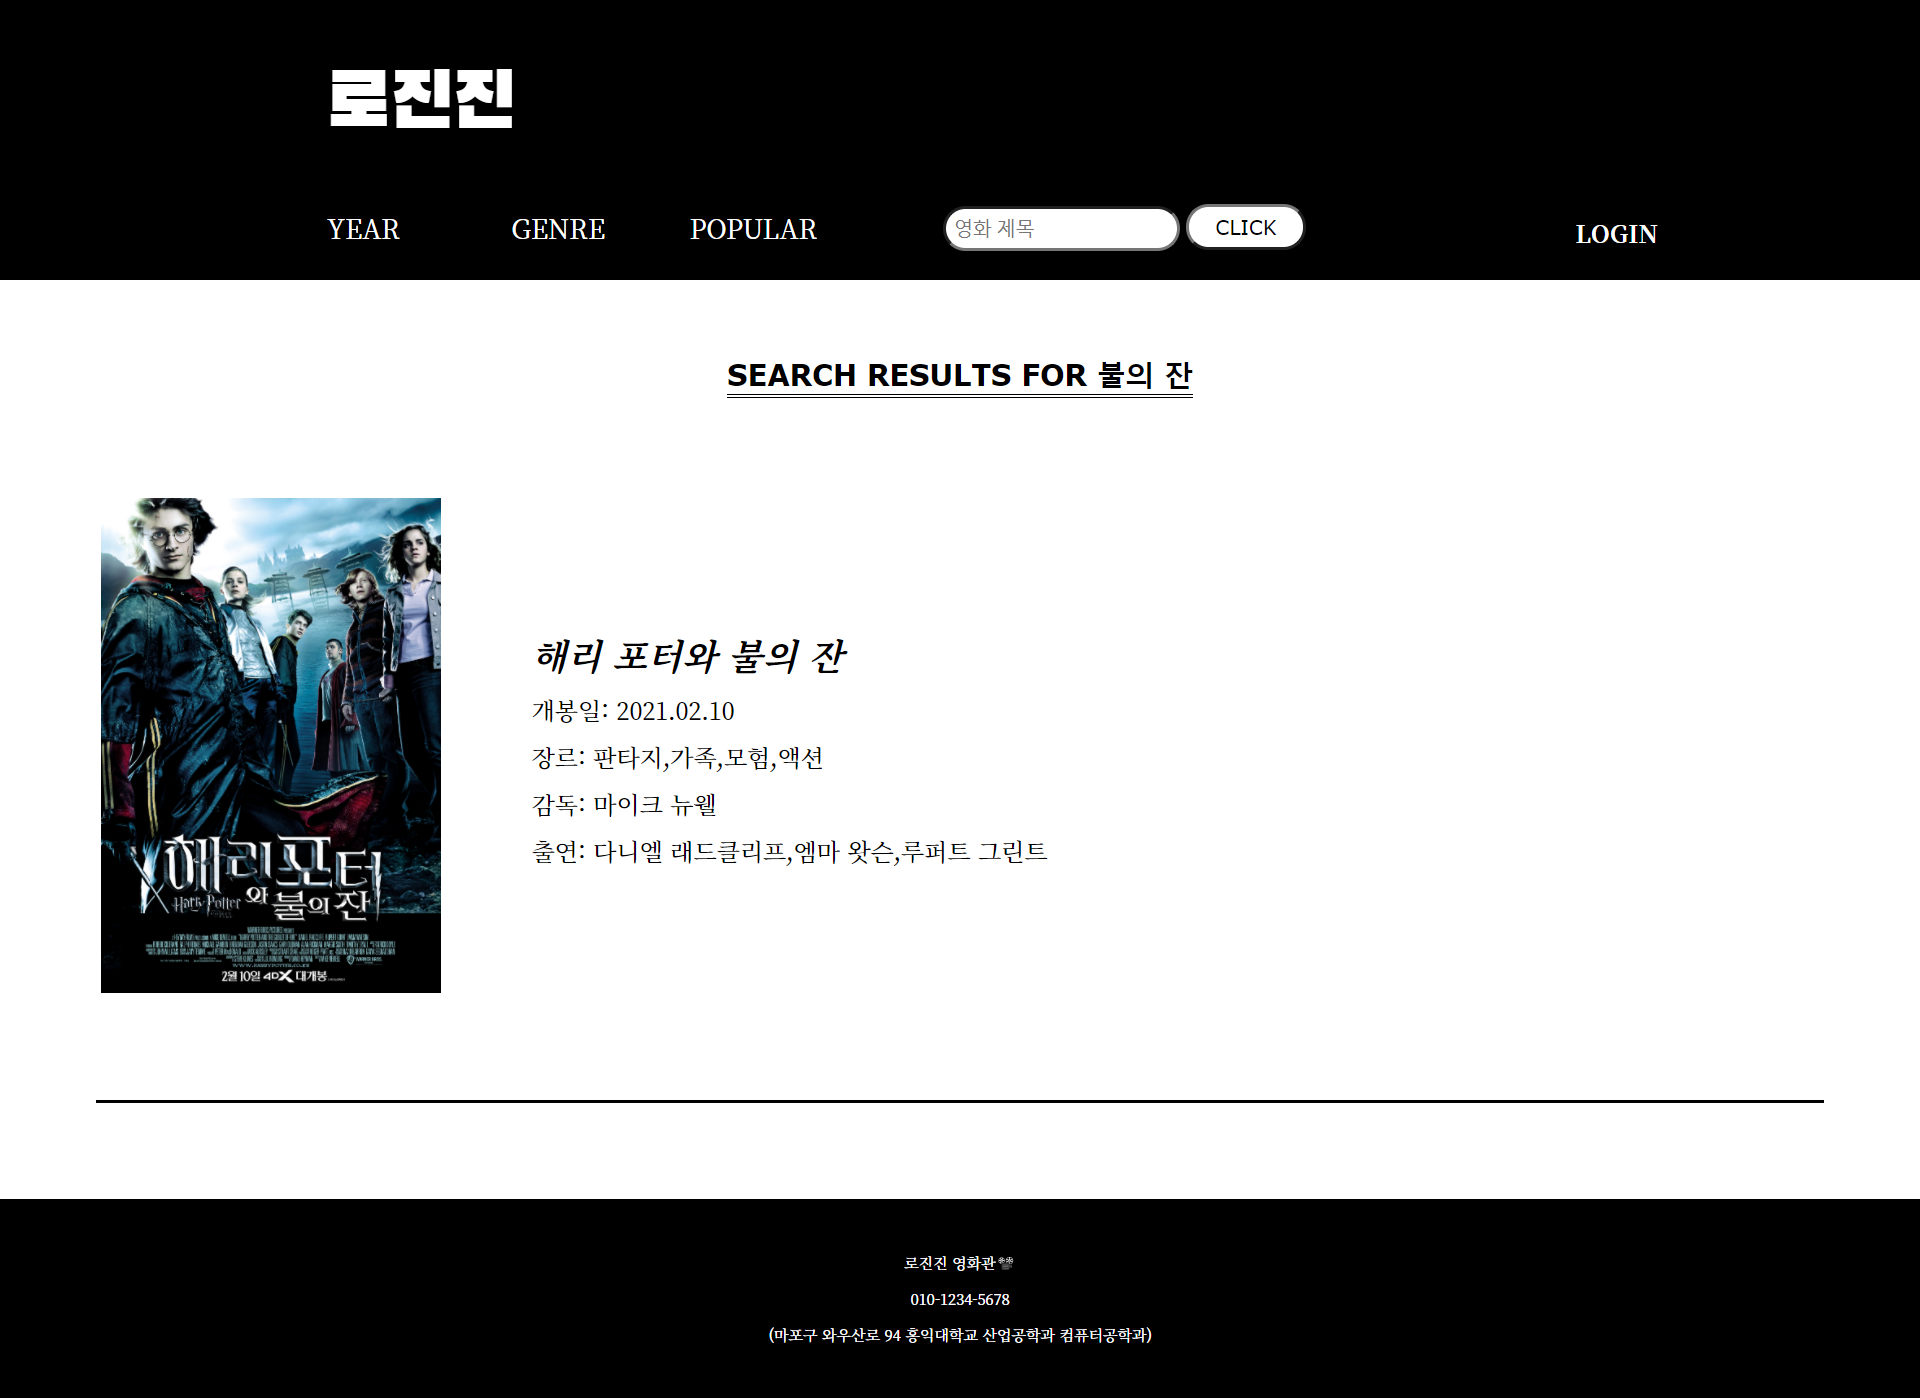 로진진
YEAR GENRE POPULAR 영화 제목 CLICK LOGIN
SEARCH RESULTS FOR 불의 잔
해리 포터와 불의 잔
개봉일: 2021.02.10
장르: 판타지,가족,모험,액션
감독: 마이크 뉴웰
출연: 다니엘 래드클리프,엠마 왓슨,루퍼트 그린트
해리포터
Harry Potter 와 불의 잔
2월 10일 4DX 대개봉
로진진 영화관
010-1234-5678
(마포구 와우산로 94 홍익대학교 산업공학과 컴퓨터공학과)